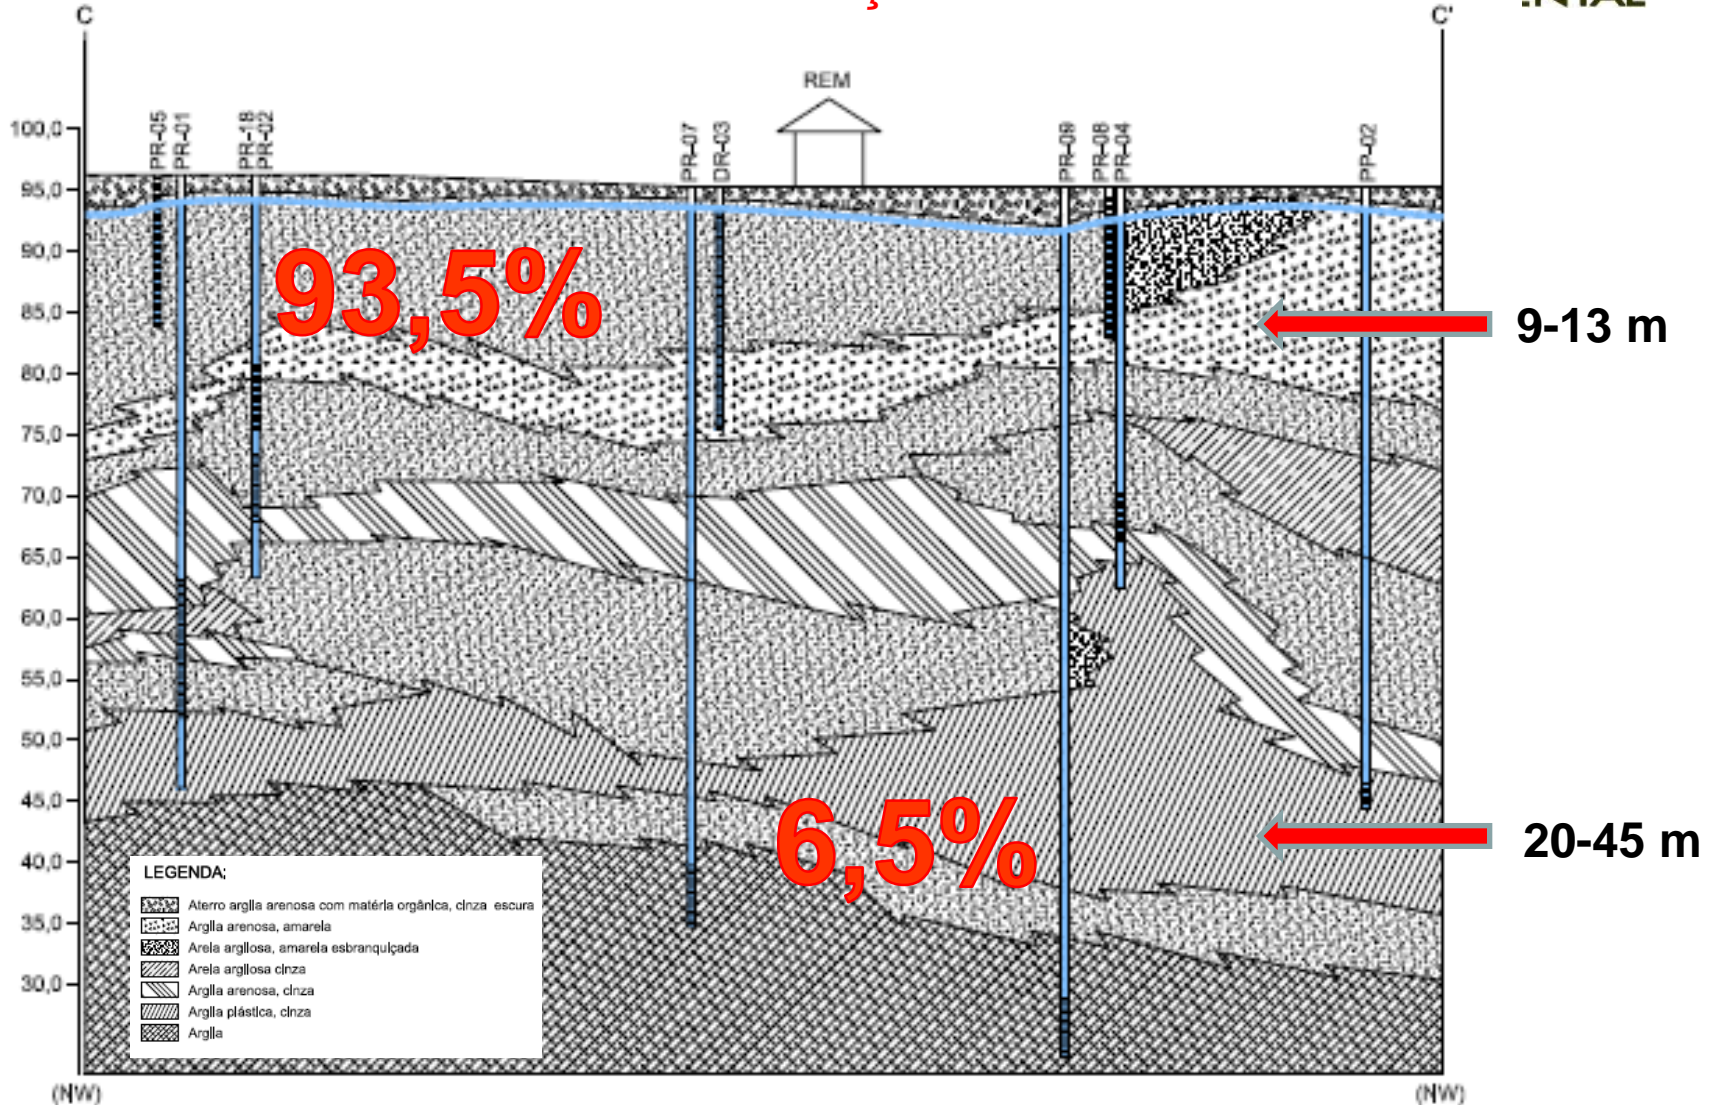 C
C'
REM
PR-05
PR-01
PR-18
PR-02
PR-07
DR-03
PR-09
PR-08
PR-04
PP-02
100,0
95,0
90,0
85,0
80,0
75,0
70,0
65,0
60,0
55,0
50,0
45,0
40,0
35,0
30,0
93,5%
9-13 m
6,5%
20-45 m
LEGENDA;
Aterro argila arenosa com matéria orgânica, cinza escura
Argila arenosa, amarela
Areia argilosa, amarela esbranquiçada
Areia argilosa cinza
Argila arenosa, cinza
Argila plástica, cinza
Argila
(NW)
(NW)